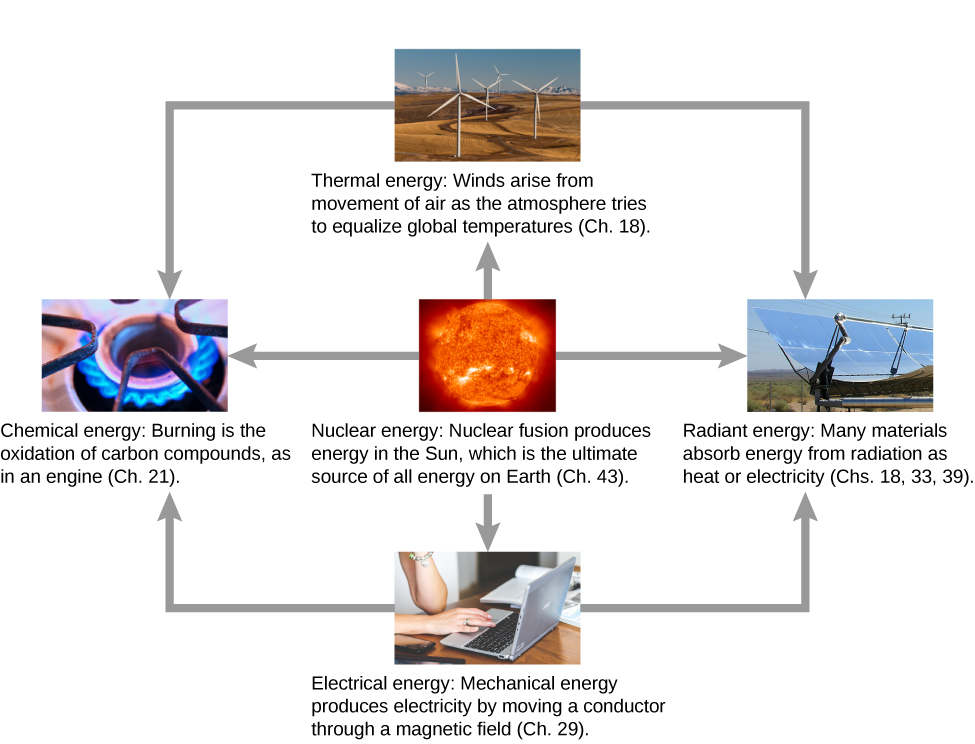 Thermal energy: Winds arise from
movement of air as the atmosphere tries
to equalize global temperatures (Ch. 18).
Chemical energy: Burning is the
oxidation of carbon compounds, as
in an engine (Ch. 21).
Nuclear energy: Nuclear fusion produces
energy in the Sun, which is the ultimate
source of all energy on Earth (Ch. 43).
Radiant energy: Many materials
absorb energy from radiation as
heat or electricity (Chs. 18, 33, 39).
Electrical energy: Mechanical energy
produces electricity by moving a conductor
through a magnetic field (Ch. 29).